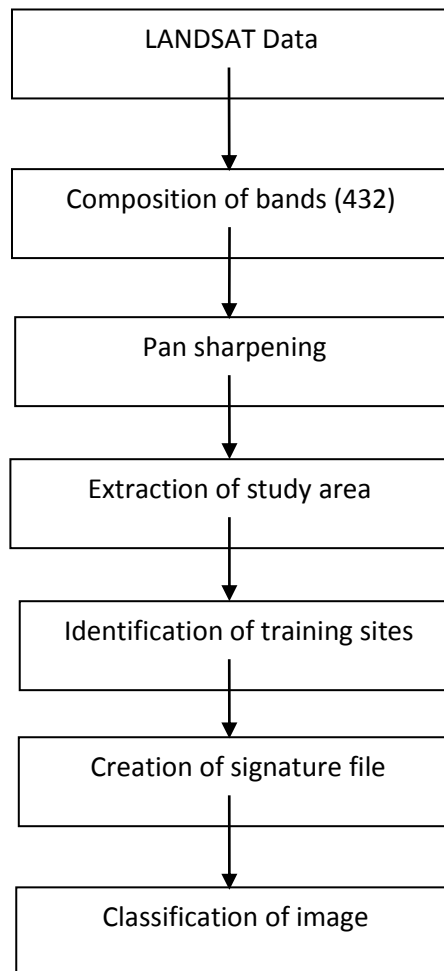 LANDSAT Data
Composition of bands (432)
Pan sharpening
Extraction of study area
Identification of training sites
Creation of signature file
Classification of image